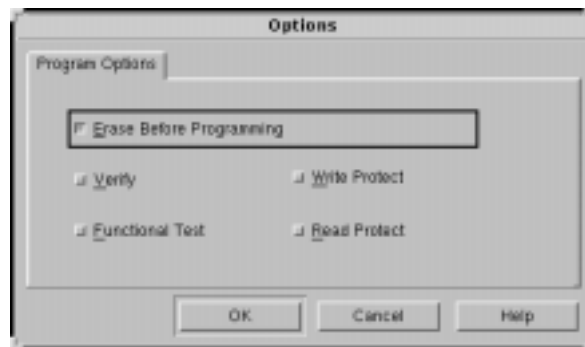 Options
Program Options
Erase Before Programming
Verify
Write Protect
Functional Test
Read Protect
OK
Cancel
Help